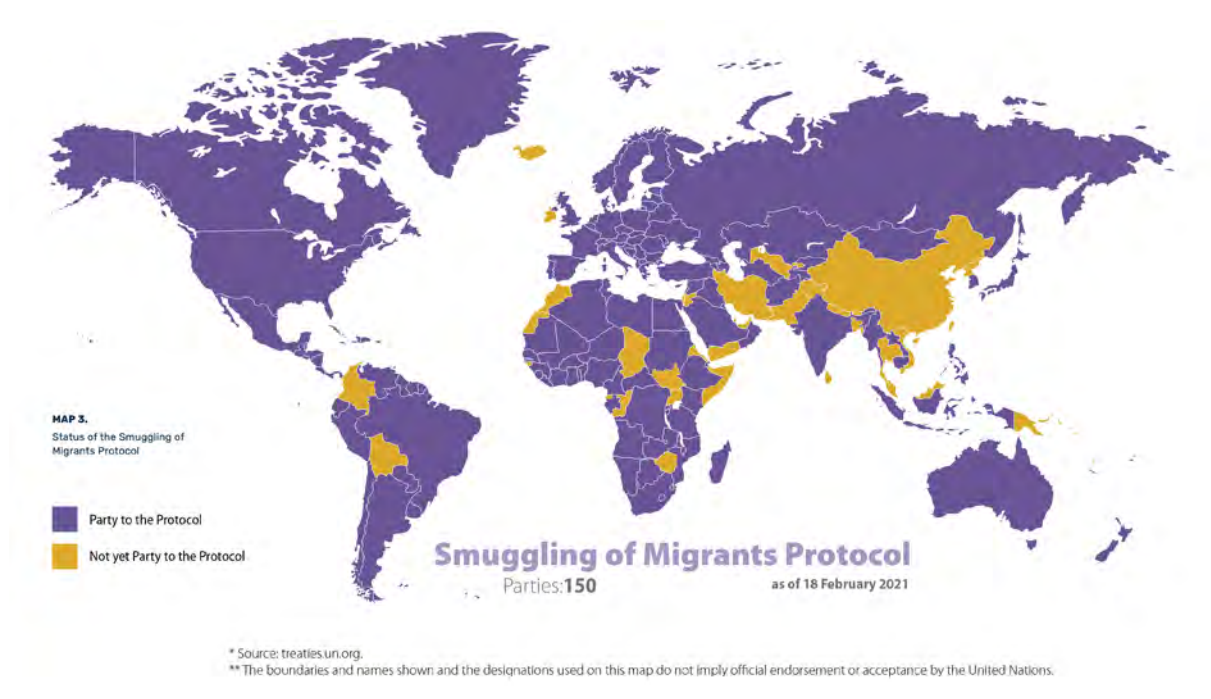 MAP 3.
Status of the Smuggling of
Migrants Protocol
Party to the Protocol
Not yet Party to the Protocol
Smuggling of Migrants Protocol
Parties:150
as of 18 February 2021
* Source: treaties.un.org.
** The boundaries and names shown and the designations used on this map do not imply official endorsement or acceptance by the United Nations.